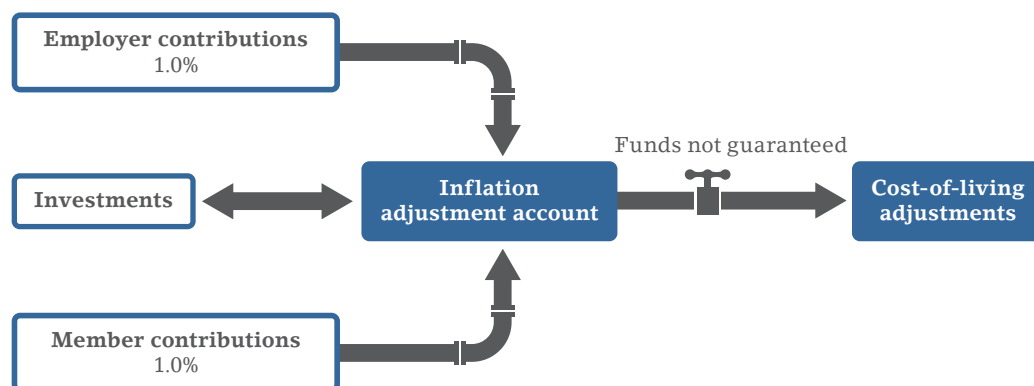 Employer contributions
1.0%
Funds not guaranteed
Investments
Inflation
adjustment account
Cost-of-living
adjustments
Member contributions
1.0%